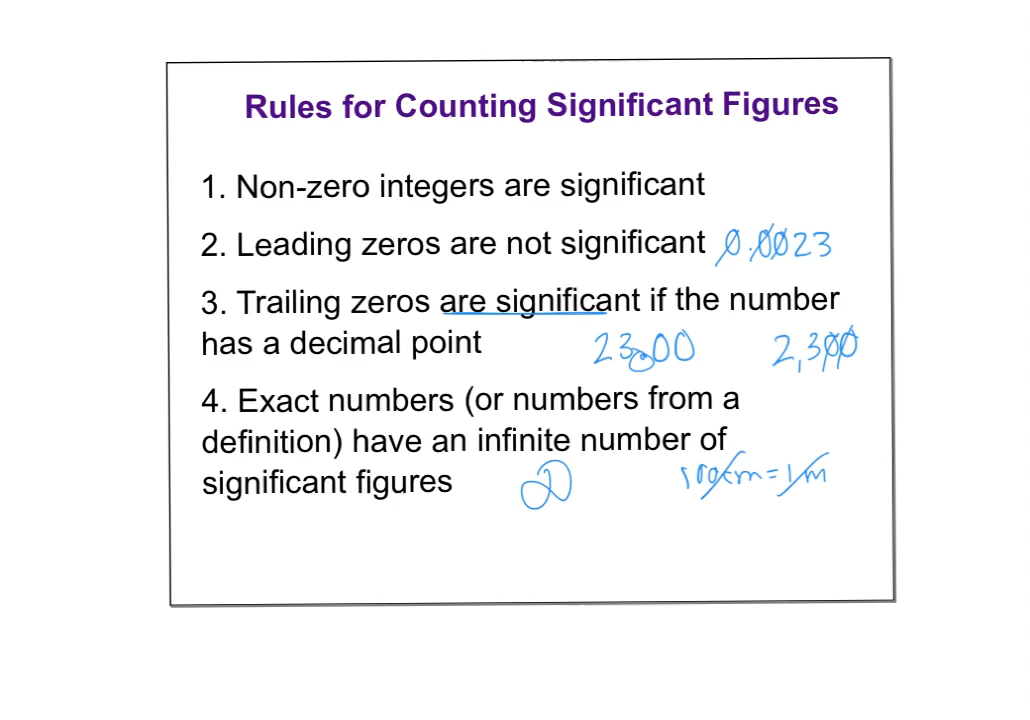 Rules for Counting Significant Figures
1. Non-zero integers are significant
2. Leading zeros are not significant 0.0023
3. Trailing zeros are significant if the number
has a decimal point 23.00 2,300
4. Exact numbers (or numbers from a
definition) have an infinite number of
significant figures 100cm=1m